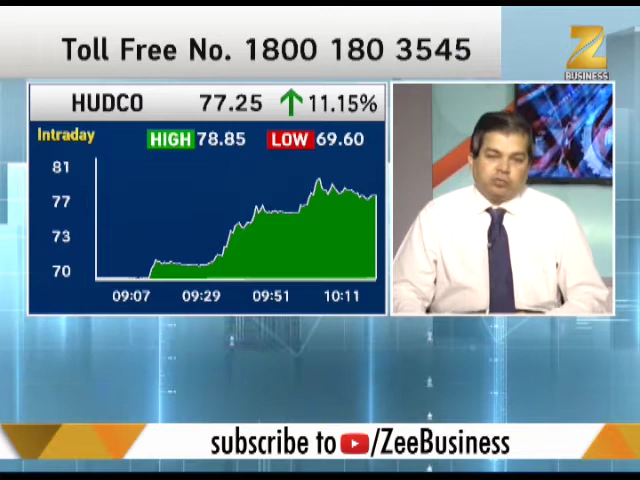 Toll Free No. 1800 180 3545
Z
BUSINESS
HUDCO 77.25 11.15%
Intraday HIGH 78.85 LOW 69.60
81
77
73
70
09:07 09:29 09:51 10:11
subscribe to /ZeeBusiness